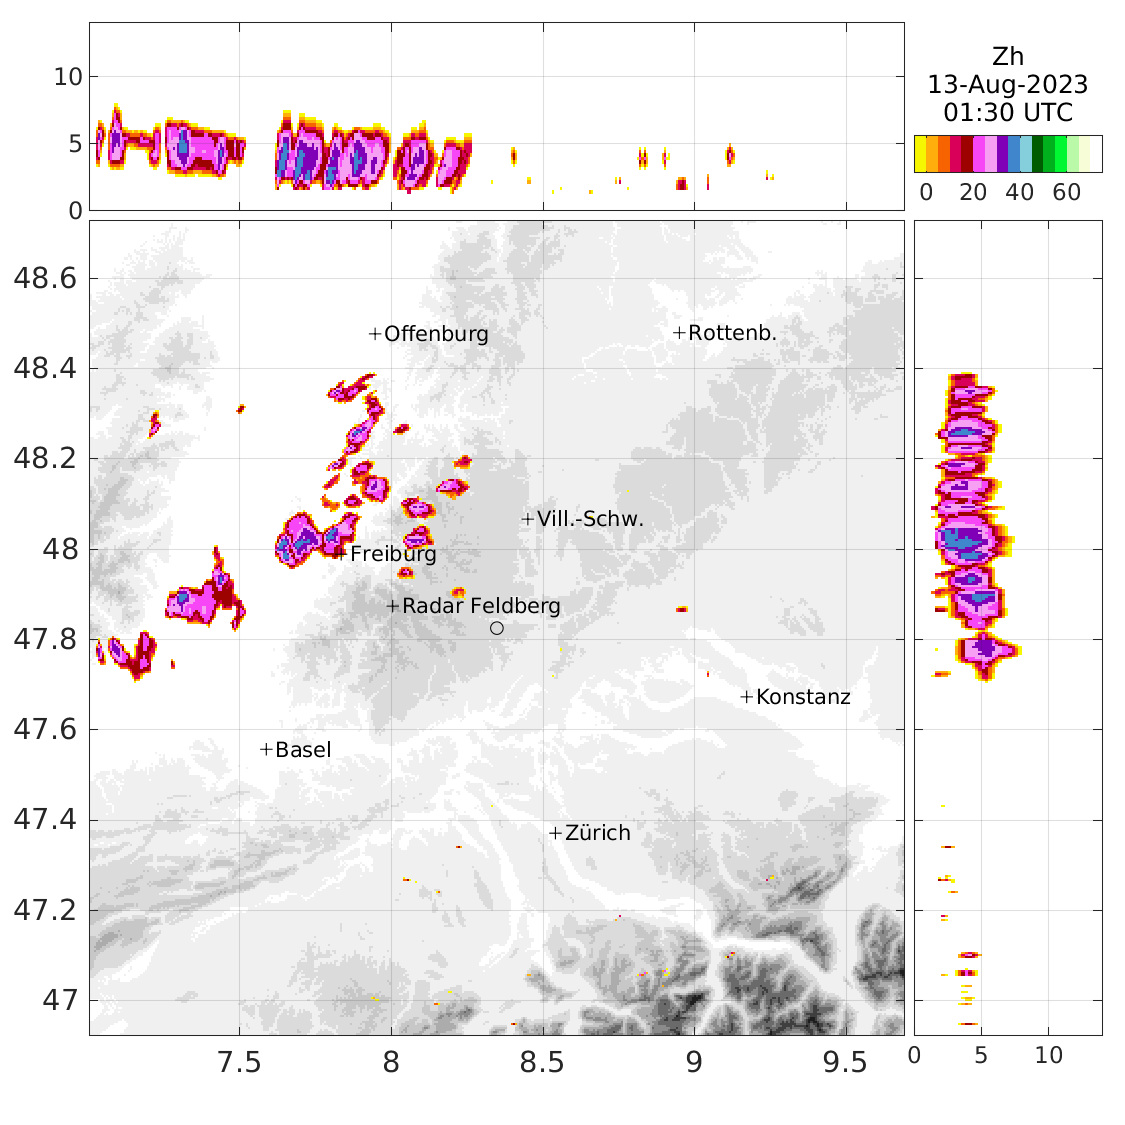 10
5
0
Zh
13-Aug-2023
01:30 UTC
0 20 40 60
48.6
48.4
48.2
48
47.8
47.6
47.4
47.2
47
Offenburg
Rottenb.
Vill.-Schw.
Freiburg
Radar Feldberg
Konstanz
Basel
Zürich
7.5 8 8.5 9 9.5
0 5 10